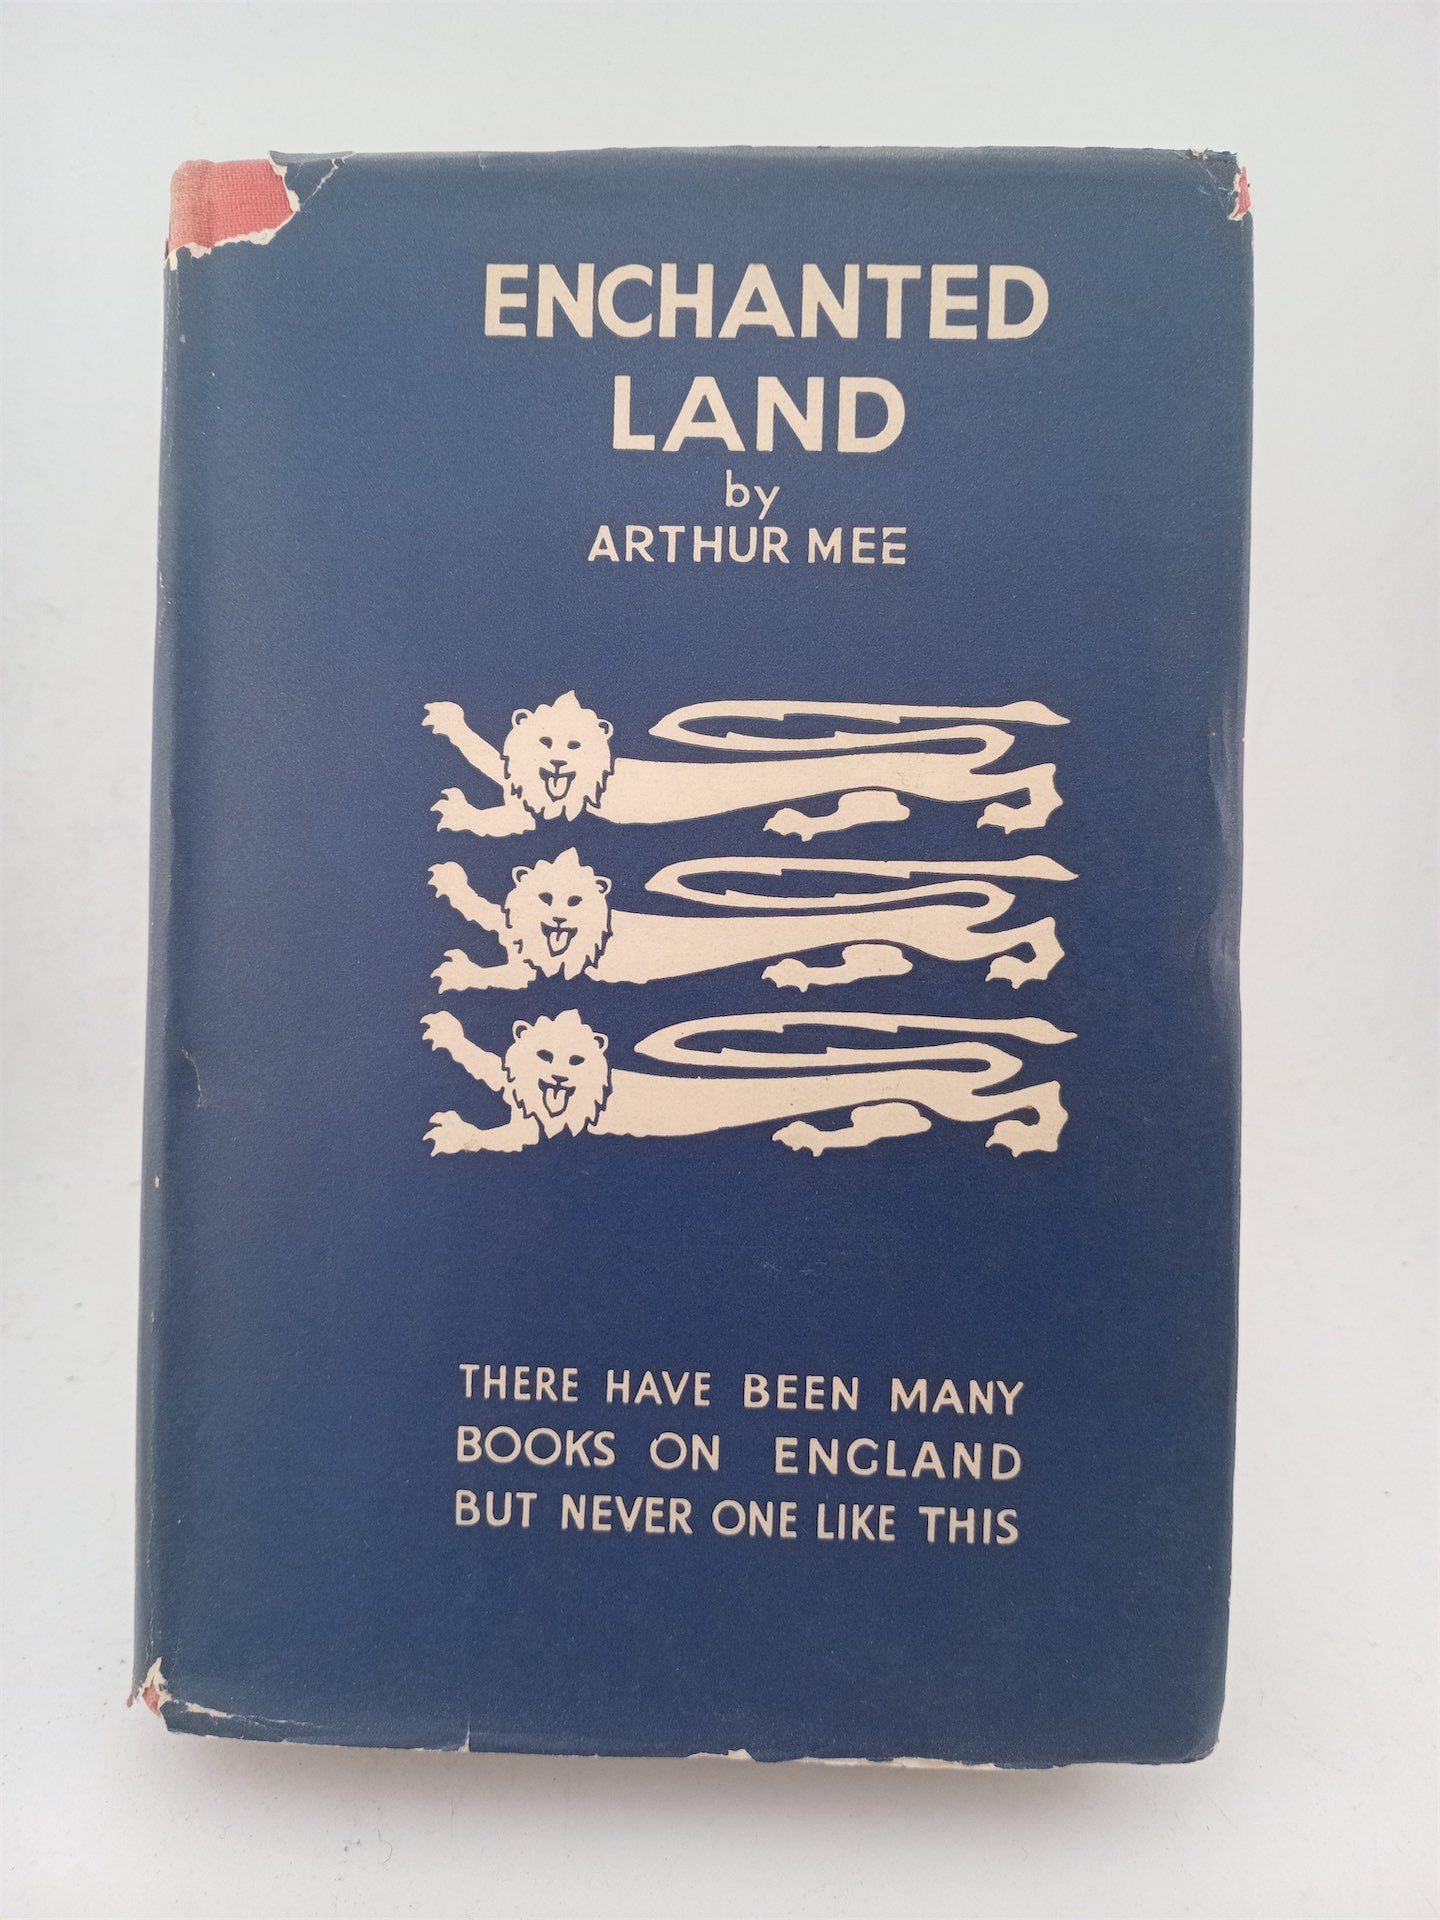 ENCHANTED
LAND
by
ARTHUR MEE
THERE HAVE BEEN MANY
BOOKS ON ENGLAND
BUT NEVER ONE LIKE THIS